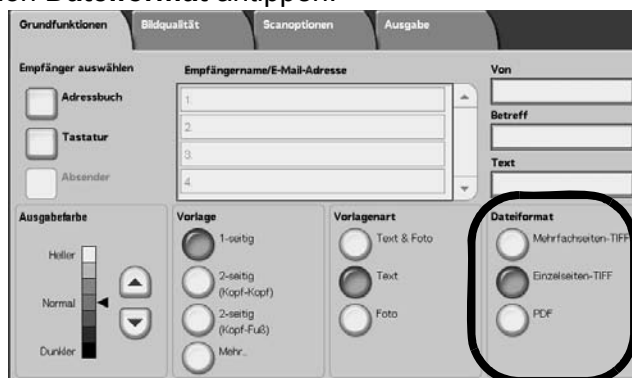 Dateiformat antippen.
Grundfunktionen Bildqualität Scanoptionen Ausgabe
Empfänger auswählen Empfängername/E-Mail-Adresse Von
Adressbuch 1.
Betreff
Tastatur 2.
3. Text
Absender 4.
Ausgabefarbe Vorlage Vorlagenart Dateiformat
Heller 1-seitig Text & Foto Mehrfachseiten-TIFF
2-seitig Text Einzelseiten-TIFF
(Kopf-Kopf)
Normal 2-seitig Foto PDF
(Kopf-Fuß)
Dunkler Mehr..